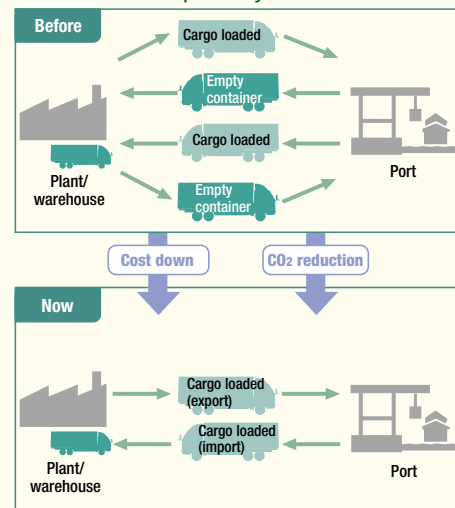 Before
Cargo loaded
Empty
container
Cargo loaded
Empty
container
Plant/
warehouse
Port
Cost down
CO2 reduction
Now
Cargo loaded
(export)
Cargo loaded
(import)
Plant/
warehouse
Port